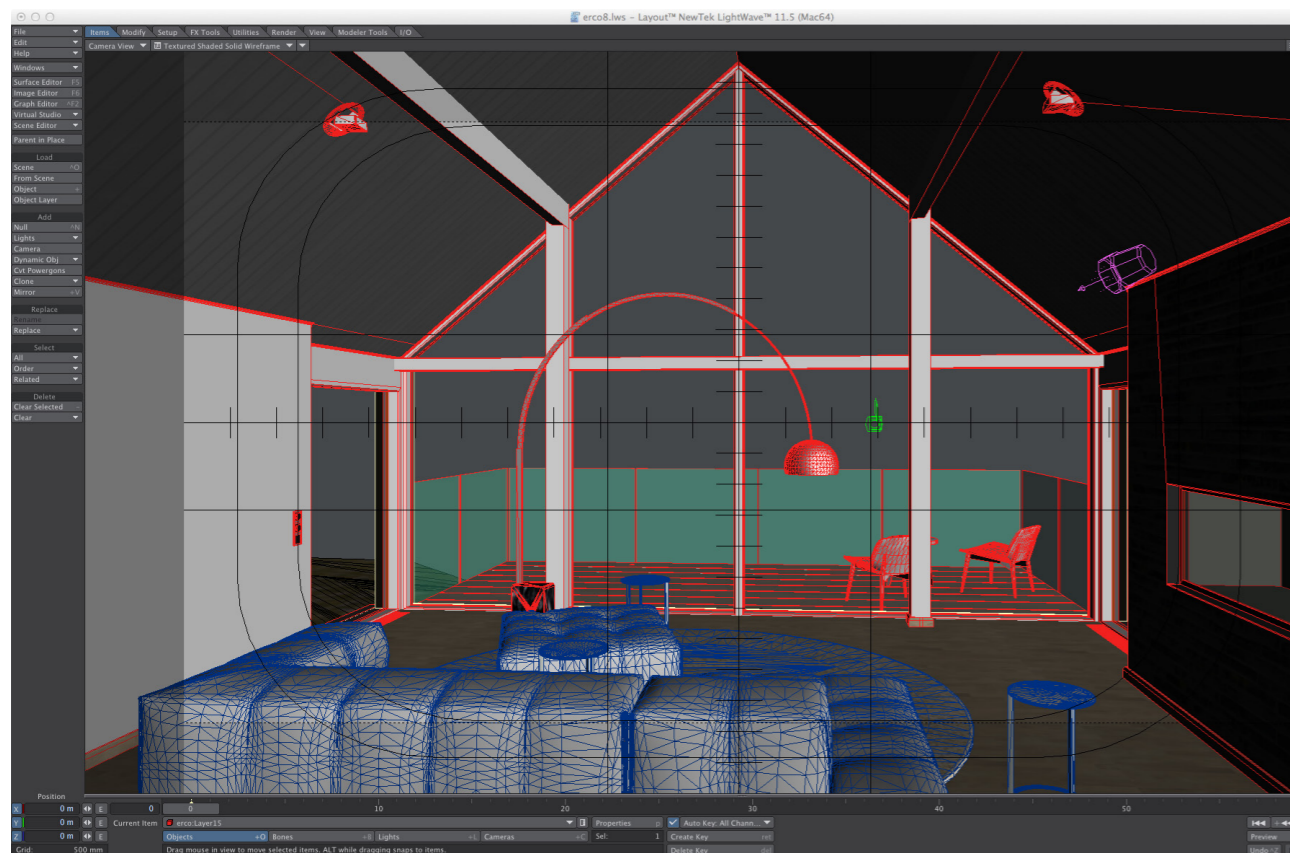 erco8.lws - Layout™ NewTek LightWave™ 11.5 (Mac64)
File
Edit
Help
Windows
Surface Editor F5
Image Editor F6
Graph Editor ^F2
Virtual Studio
Scene Editor
Parent in Place
Load
Scene ^O
From Scene
Object +
Object Layer
Add
Null ^N
Lights
Camera
Dynamic Obj
Cvt Powergons
Clone
Mirror +V
Replace
Rename
Replace
Select
All
Order
Related
Delete
Clear Selected -
Clear
Items Modify Setup FX Tools Utilities Render View Modeler Tools I/O
Camera View Textured Shaded Solid Wireframe
Position
X 0 m E 0 0 10 20 30 40 50
Y 0 m E Current Item erco:Layer15 Properties p Auto Key: All Chann...
Z 0 m E Objects +O Bones +B Lights +L Cameras +C Sel: 1 Create Key ret Preview
Grid: 500 mm Drag mouse in view to move selected items. ALT while dragging snaps to items. Delete Key del Undo ^Z